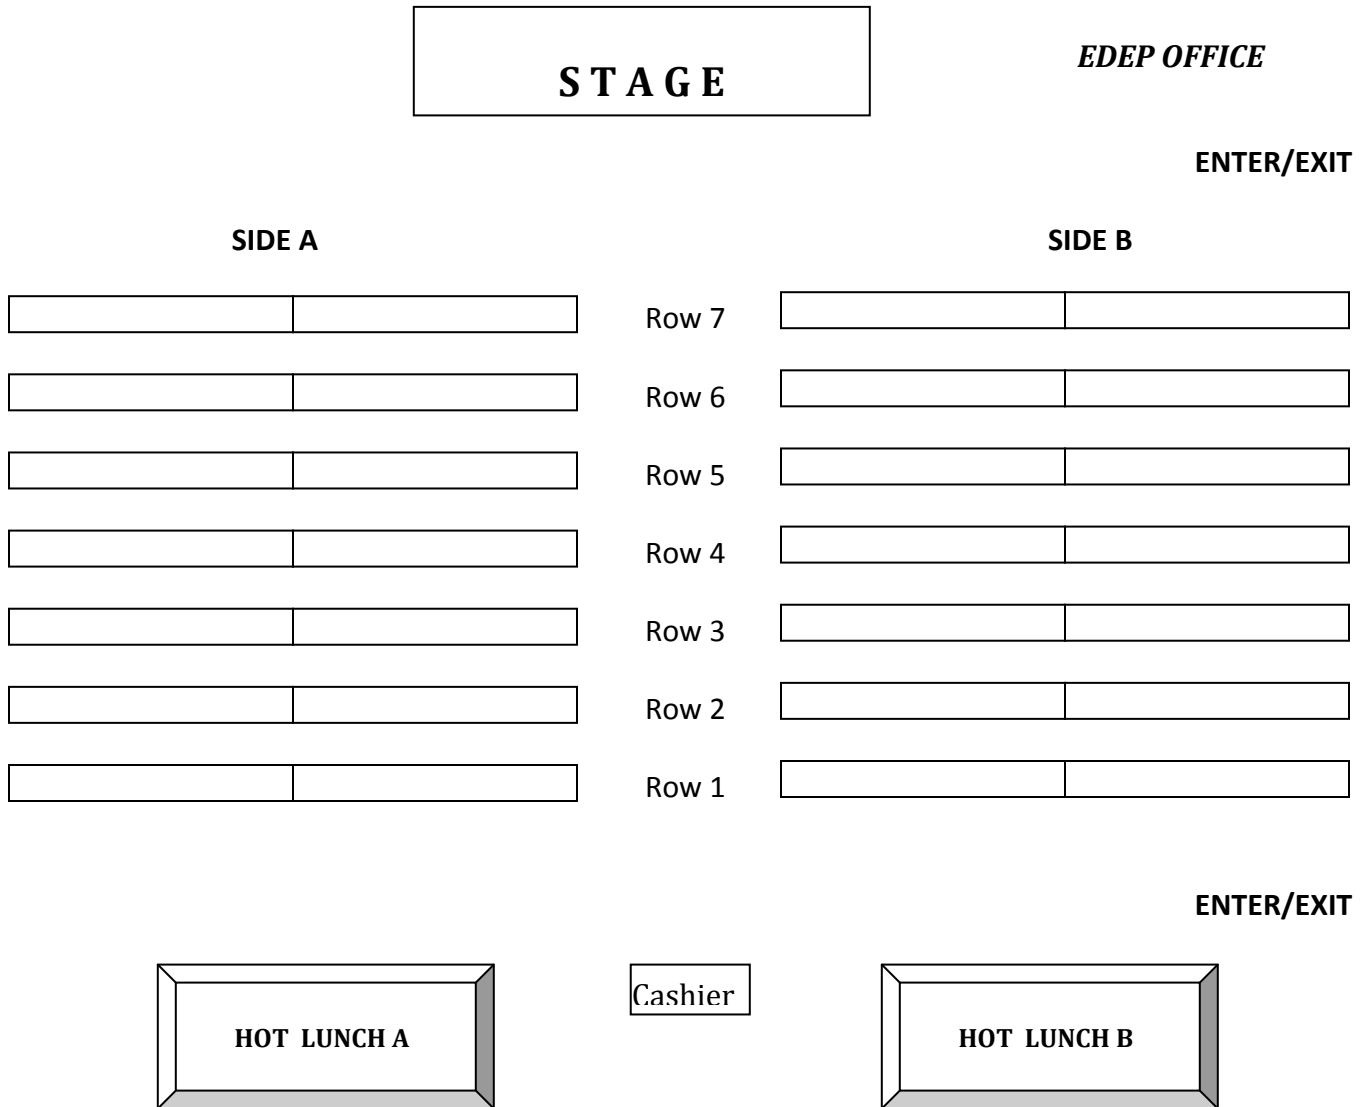 S T A G E
EDEP OFFICE
ENTER/EXIT
SIDE A
SIDE B
Row 7
Row 6
Row 5
Row 4
Row 3
Row 2
Row 1
ENTER/EXIT
HOT LUNCH A
Cashier
HOT LUNCH B